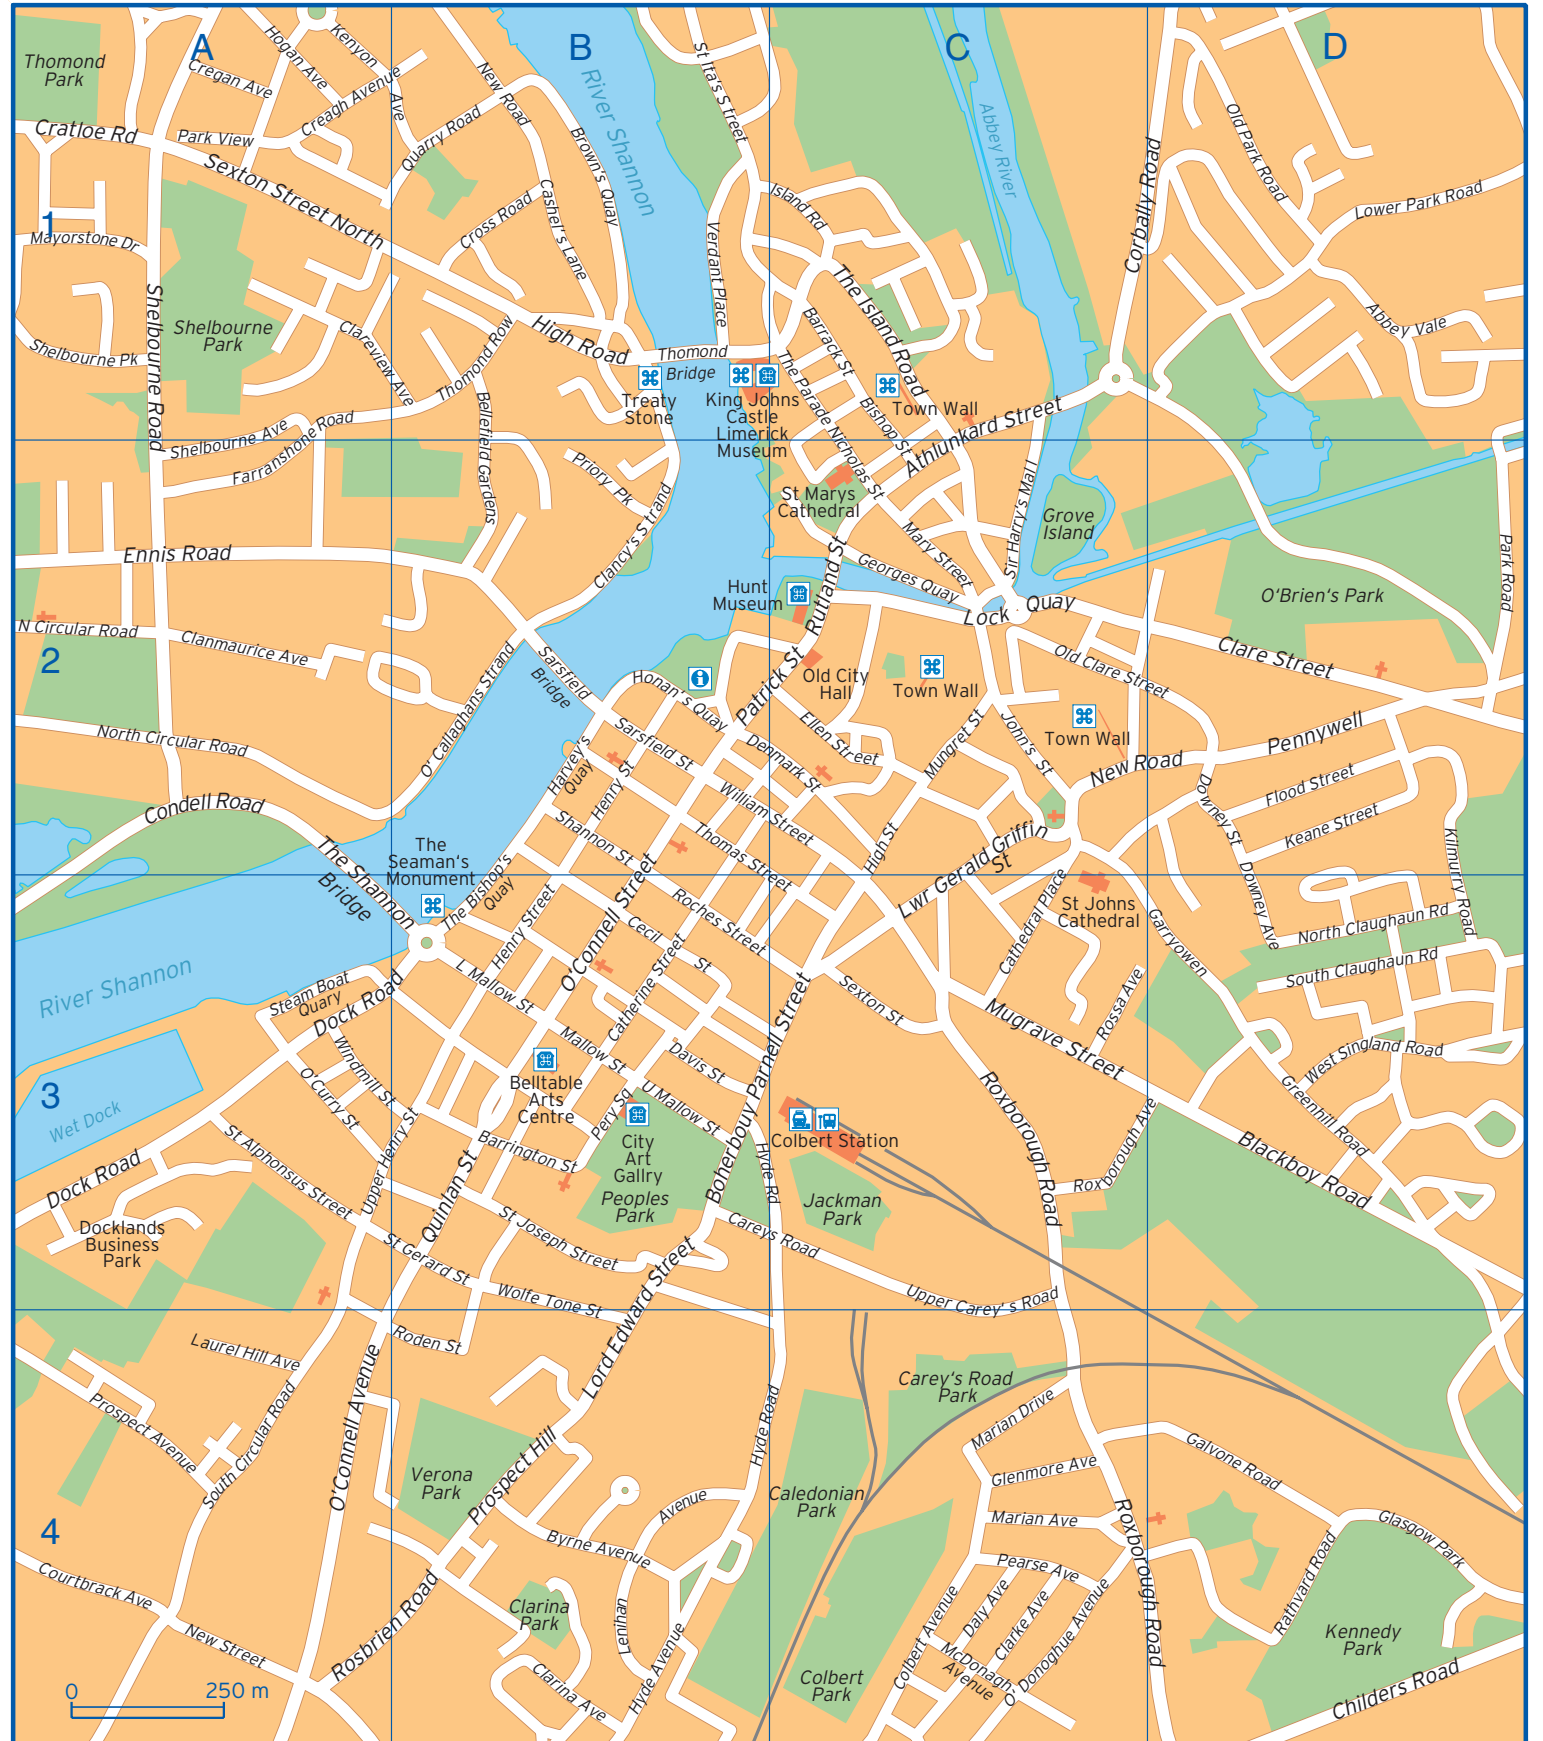 A
B
C
D
Thomond
Park
Hogan Ave
Kenyon
Ave
Cregan Ave
Creagh Avenue
New Road
River Shannon
St Ita's Street
Abbey River
Cratloe Rd
Park View
Quarry Road
Brown's Quay
Old Park Road
Corbally Road
Lower Park Road
Sexton Street North
Cashel's Lane
Cross Road
Island Rd
1
Mayorstone Dr
Verdant Place
Shelbourne Road
Shelbourne
Park
The Island Road
Abbey Vale
Clareview Ave
Thomond Row
High Road
Barrack St
Shelbourne Pk
Thomond
Bridge
The Parade
Treaty
Stone
King Johns
Castle
Limerick
Museum
Town Wall
Bishop St
Nicholas St
Athlunkard Street
Shelbourne Ave
Farranshone Road
Bellefield Gardens
Priory Pk
Clancy's Strand
St Marys
Cathedral
Sir Harry's Mall
Grove
Island
Mary Street
Park Road
Ennis Road
Georges Quay
Rutland St
Hunt
Museum
O'Brien's Park
Lock Quay
N Circular Road
Clanmaurice Ave
Clare Street
2
Sarsfield
Bridge
O' Callaghans Strand
Honan's Quay
Patrick St
Old City
Hall
Town Wall
Old Clare Street
Ellen Street
Mungret St
John's St
Town Wall
Pennywell
North Circular Road
Sarsfield St
Denmark St
New Road
Harvey's
Quay
Henry St
William Street
Flood Street
Downey St
Keane Street
Condell Road
Shannon St
Thomas Street
High St
Lwr Gerald Griffin
St
Kilmurry Road
The Shannon
Bridge
The
Seaman's
Monument
The Bishop's
Quay
Henry Street
O'Connell Street
Roches Street
Cathedral Place
St Johns
Cathedral
Garryowen
Downey Ave
North Claughaun Rd
South Claughaun Rd
Cecil St
Catherine Street
River Shannon
Steam Boat
Quary
Dock Road
L Mallow St
Sexton St
Rossa Ave
Mugrave Street
Windmill St
Mallow St
Davis St
Parnell Street
West Singland Road
O'Curry St
Belltable
Arts
Centre
Pery Sq
U Mallow St
Roxborough Road
Greenhill Road
3
Wet Dock
City
Art
Gallry
Colbert Station
Boherbouy
Roxborough Ave
Blackboy Road
St Alphonsus Street
Upper Henry St
Barrington St
Hyde Rd
Peoples
Park
Jackman
Park
Dock Road
Quinlan St
Docklands
Business
Park
St Joseph Street
Careys Road
St Gerard St
Wolfe Tone St
Lord Edward Street
Upper Carey's Road
Roden St
Laurel Hill Ave
Carey's Road
Park
Prospect Avenue
South Circular Road
O'Connell Avenue
Hyde Road
Marian Drive
Galvone Road
Verona
Park
Prospect Hill
Glenmore Ave
Caledonian
Park
Marian Ave
Roxborough Road
Glasgow Park
4
Avenue
Lenihan
Byrne Avenue
Pearse Ave
Rathvard Road
Courtbrack Ave
Rosbrien Road
Clarina
Park
Daly Ave
Clarke Ave
O' Donoghue Avenue
Colbert Avenue
McDonagh
Avenue
Kennedy
Park
New Street
Clarina Ave
Hyde Avenue
Colbert
Park
Childers Road
0 250 m